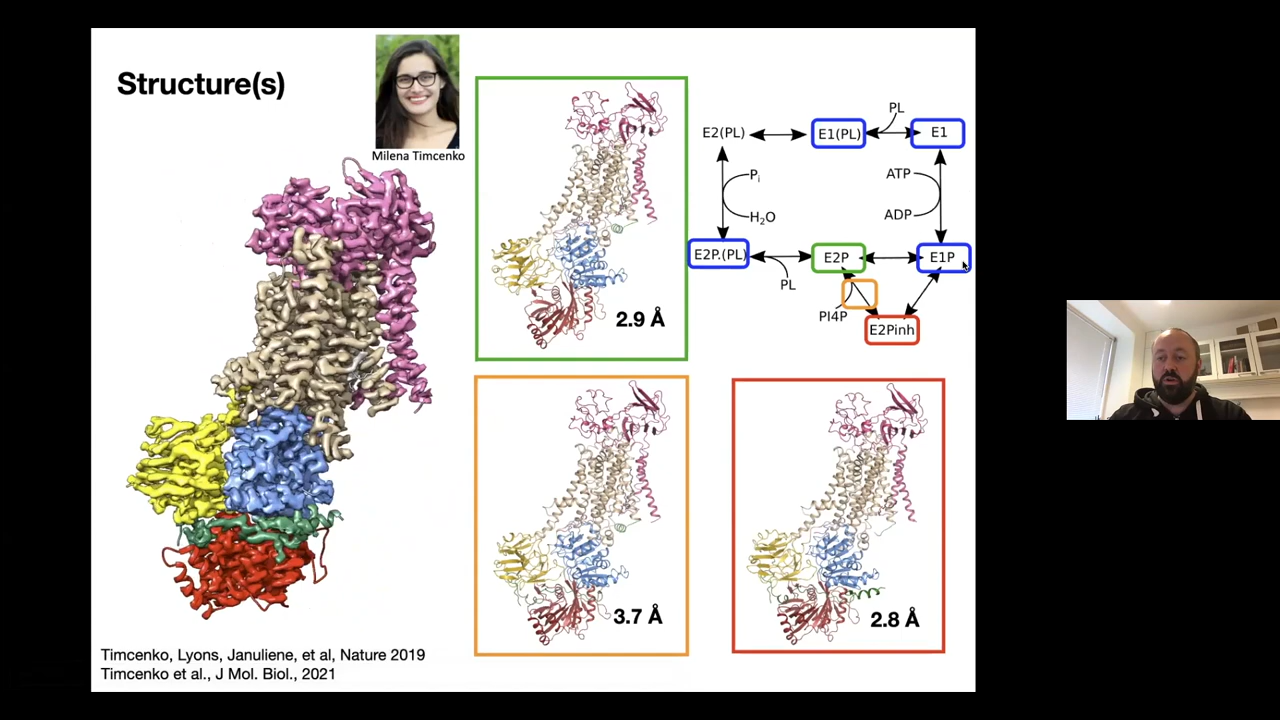 Structure(s)
Milena Timcenko
2.9 Å
PL
E2(PL)
E1(PL)
E1
Pi
H2O
ATP
ADP
E2P.(PL)
E2P
E1P
PL
PI4P
E2Pinh
3.7 Å
2.8 Å
Timcenko, Lyons, Januliene, et al, Nature 2019
Timcenko et al., J Mol. Biol., 2021